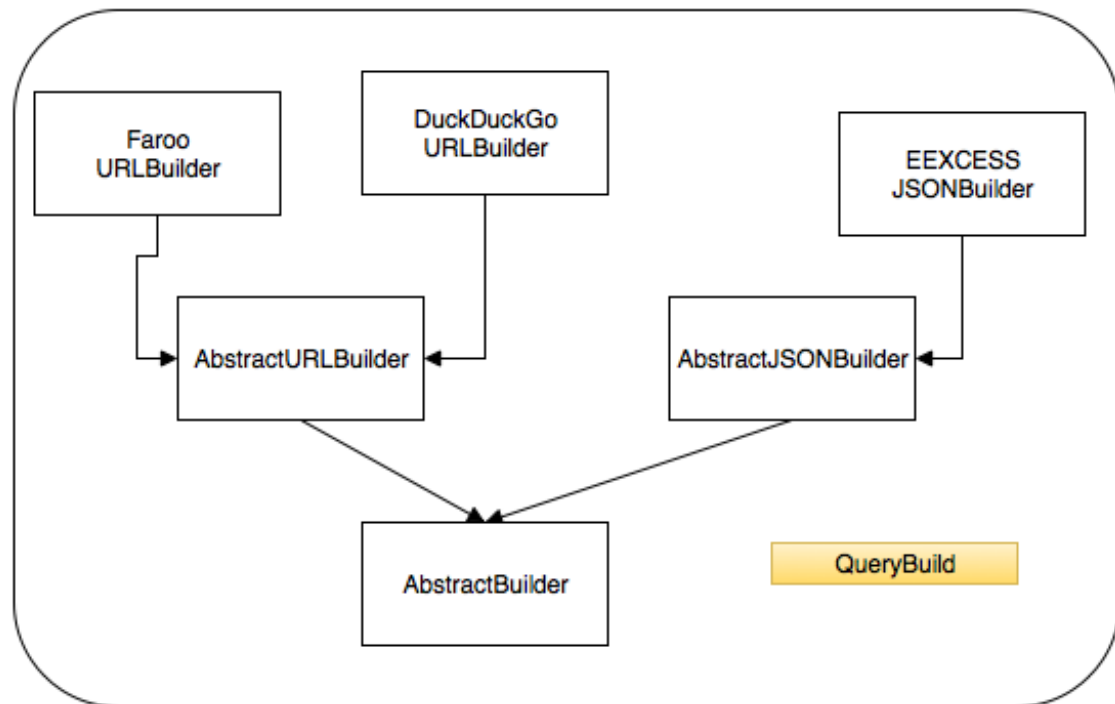 Faroo
URLBuilder
DuckDuckGo
URLBuilder
EEXCESS
JSONBuilder
AbstractURLBuilder
AbstractJSONBuilder
AbstractBuilder
QueryBuild